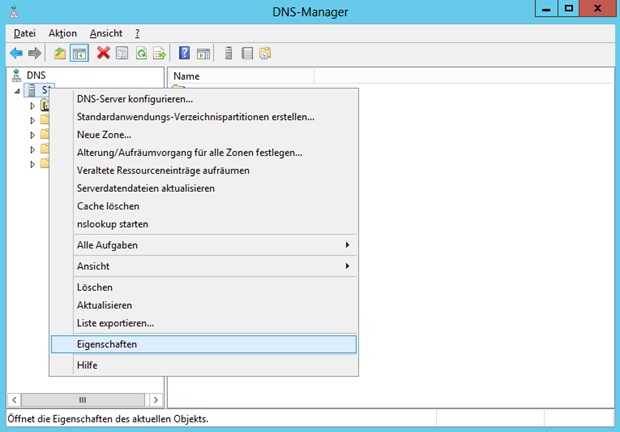 DNS-Manager
Datei Aktion Ansicht ?
DNS
Name
S1
DNS-Server konfigurieren...
Standardanwendungs-Verzeichnispartitionen erstellen...
Neue Zone...
Alterung/Aufräumvorgang für alle Zonen festlegen...
Veraltete Ressourceneinträge aufräumen
Serverdatendateien aktualisieren
Cache löschen
nslookup starten
Alle Aufgaben
Ansicht
Löschen
Aktualisieren
Liste exportieren...
Eigenschaften
Hilfe
Öffnet die Eigenschaften des aktuellen Objekts.